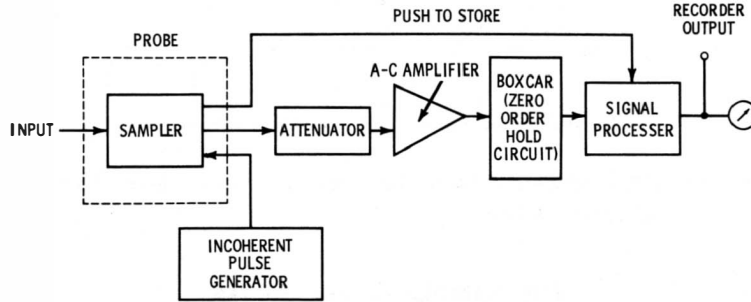 PUSH TO STORE
RECORDER
OUTPUT
PROBE
A-C AMPLIFIER
BOXCAR
(ZERO
ORDER
HOLD
CIRCUIT)
SIGNAL
PROCESSER
INPUT
SAMPLER
ATTENUATOR
INCOHERENT
PULSE
GENERATOR